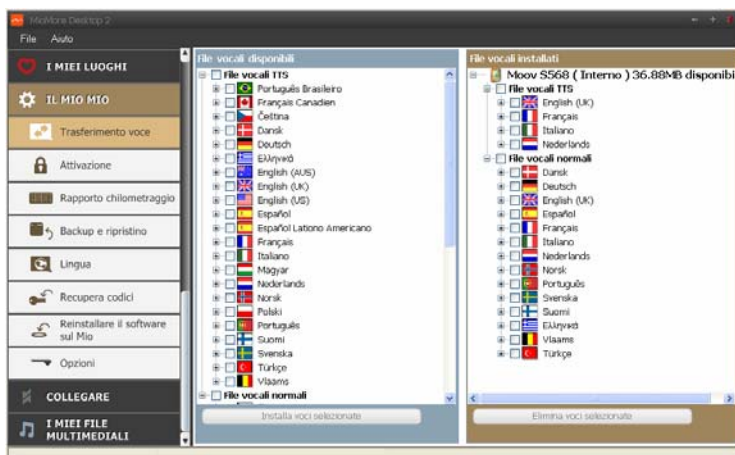 MioMore Desktop 2
File Aiuto
I MIEI LUOGHI
IL MIO MIO
Trasferimento voce
Attivazione
Rapporto chilometraggio
Backup e ripristino
Lingua
Recupera codici
Reinstallare il software
sul Mio
Opzioni
COLLEGARE
I MIEI FILE
MULTIMEDIALI
File vocali disponibili
File vocali TTS
Português Brasileiro
Français Canadien
Čeština
Dansk
Deutsch
Ελληνικά
English (AUS)
English (UK)
English (US)
Español
Español Lationo Americano
Français
Italiano
Magyar
Nederlands
Norsk
Polski
Português
Suomi
Svenska
Türkçe
Vlaams
File vocali normali
Installa voci selezionate
File vocali installati
Moov S568 ( Interno ) 36.88MB disponibi
File vocali TTS
English (UK)
Français
Italiano
Nederlands
File vocali normali
Dansk
Deutsch
English (UK)
Español
Français
Italiano
Nederlands
Norsk
Português
Svenska
Suomi
Ελληνικά
Vlaams
Türkçe
Elimina voci selezionate